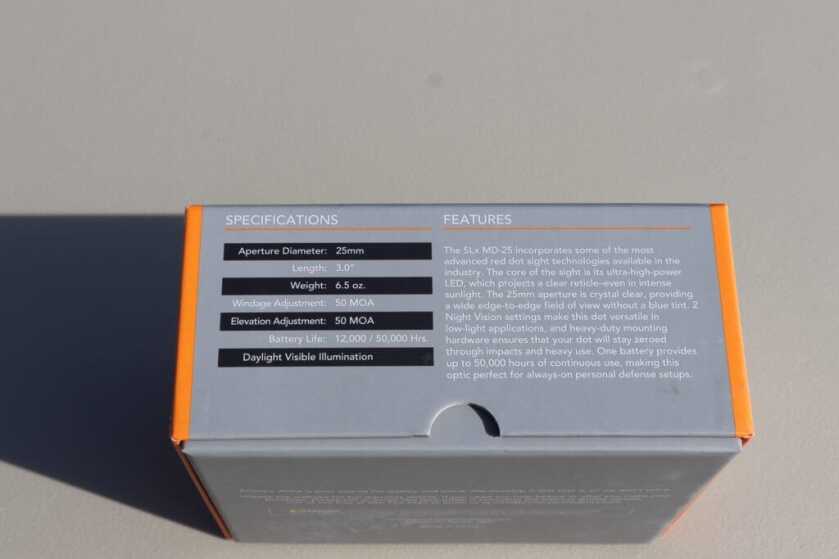 SPECIFICATIONS
Aperture Diameter: 25mm
Length: 3.0"
Weight: 6.5 oz.
Windage Adjustment: 50 MOA
Elevation Adjustment: 50 MOA
Battery Life: 12,000 / 50,000 Hrs.
Daylight Visible Illumination
FEATURES
The SLx MD-25 incorporates some of the most
advanced red dot sight technologies available in the
industry. The core of the sight is its ultra-high-power
LED, which projects a clear reticle–even in intense
sunlight. The 25mm aperture is crystal clear, providing
a wide edge-to-edge field of view without a blue tint. 2
Night Vision settings make this dot versatile in
low-light applications, and heavy-duty mounting
hardware ensures that your dot will stay zeroed
through impacts and heavy use. One battery provides
up to 50,000 hours of continuous use, making this
optic perfect for always-on personal defense setups.